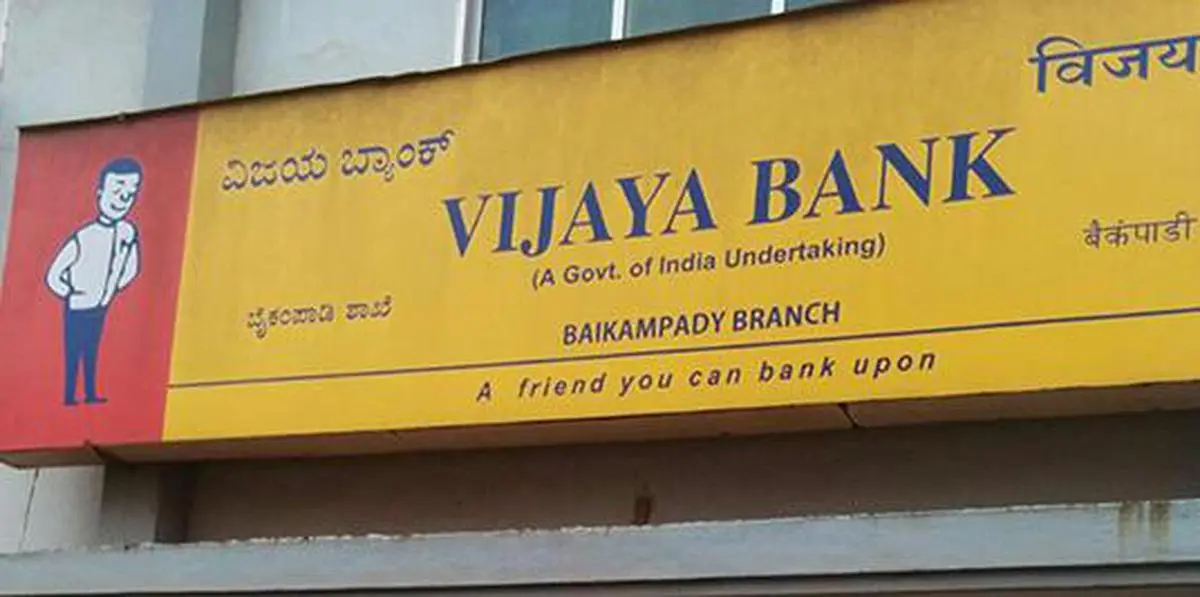 ವಿಜಯ ಬ್ಯಾಂಕ್
VIJAYA BANK
विजय
(A Govt. of India Undertaking)
ಬೈಕಂಪಾಡಿ ಶಾಖೆ
BAIKAMPADY BRANCH
बैकंपाडी
A friend you can bank upon